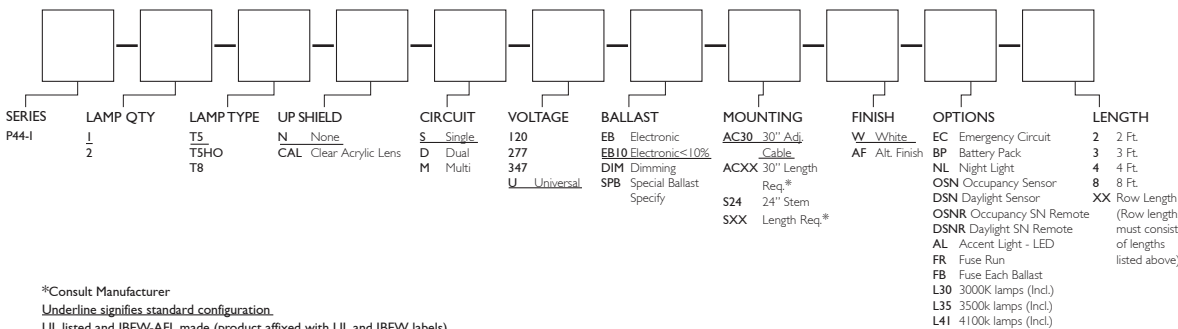 SERIES
P44-I
LAMP QTY
1
2
LAMP TYPE
T5
T5HO
T8
UP SHIELD
N None
CAL Clear Acrylic Lens
CIRCUIT
S Single
D Dual
M Multi
VOLTAGE
120
277
347
U Universal
BALLAST
EB Electronic
EB10 Electronic<10%
DIM Dimming
SPB Special Ballast
Specify
MOUNTING
AC30 30" Adj.
Cable
ACXX 30" Length
Req.*
S24 24" Stem
SXX Length Req.*
FINISH
W White
AF Alt. Finish
OPTIONS
EC Emergency Circuit
BP Battery Pack
NL Night Light
OSN Occupancy Sensor
DSN Daylight Sensor
OSNR Occupancy SN Remote
DSNR Daylight SN Remote
AL Accent Light - LED
FR Fuse Run
FB Fuse Each Ballast
L30 3000K lamps (Incl.)
L35 3500k lamps (Incl.)
L41 4100k lamps (Incl.)
LENGTH
2 2 Ft.
3 3 Ft.
4 4 Ft.
8 8 Ft.
XX Row Length
(Row length
must consist
of lengths
listed above)
*Consult Manufacturer
Underline signifies standard configuration
UL listed and IBEW-AFL made (product affixed with UL and IBEW labels)